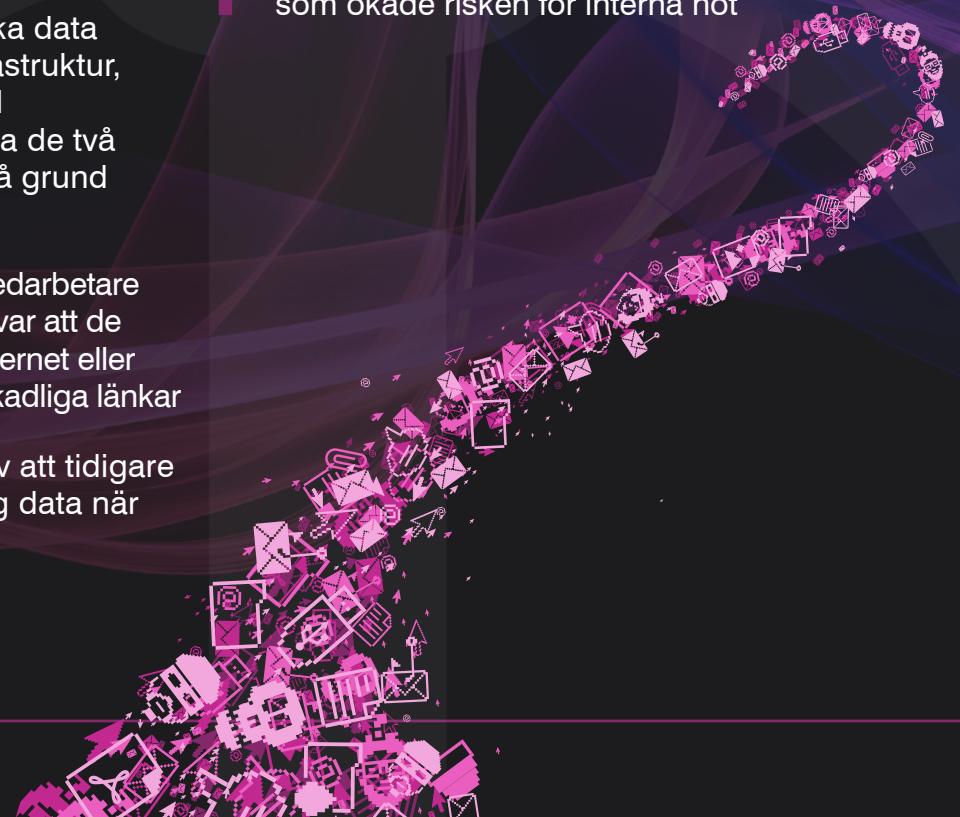 som ökade risken för interna hot
ka data
astruktur,
a de två
å grund
edarbetare
var att de
ernet eller
kadliga länkar
v att tidigare
g data när